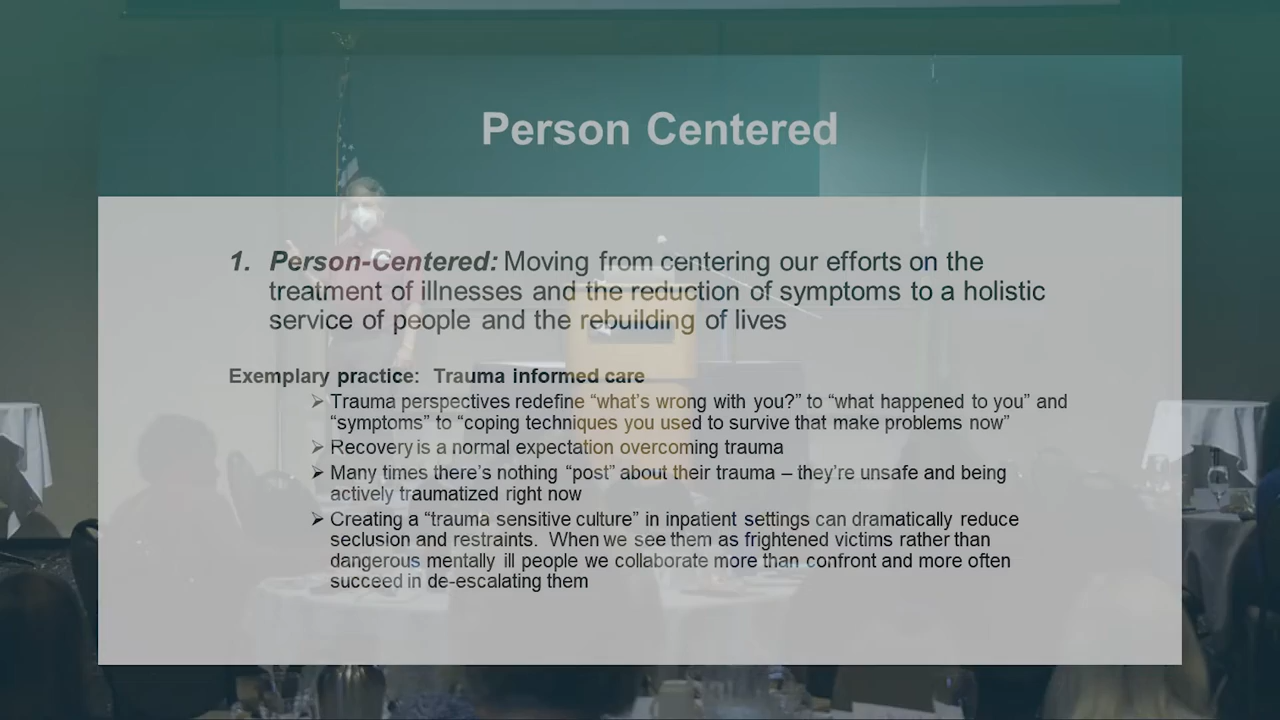 Person Centered
1. Person-Centered: Moving from centering our efforts on the
treatment of illnesses and the reduction of symptoms to a holistic
service of people and the rebuilding of lives
Exemplary practice: Trauma informed care
➢ Trauma perspectives redefine “what’s wrong with you?” to “what happened to you” and
“symptoms” to “coping techniques you used to survive that make problems now”
➢ Recovery is a normal expectation overcoming trauma
➢ Many times there’s nothing “post” about their trauma – they’re unsafe and being
actively traumatized right now
➢ Creating a “trauma sensitive culture” in inpatient settings can dramatically reduce
seclusion and restraints. When we see them as frightened victims rather than
dangerous mentally ill people we collaborate more than confront and more often
succeed in de-escalating them